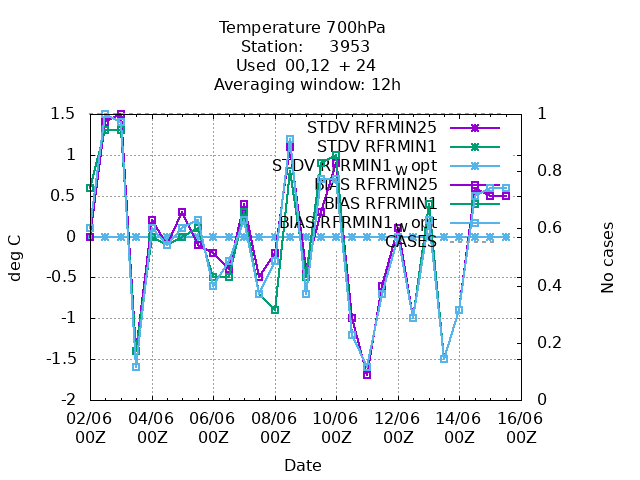 Temperature 700hPa
Station: 3953
Used 00,12 + 24
Averaging window: 12h
1.5
1
0.5
0
-0.5
-1
-1.5
-2
deg C
STDV RFRMIN25
STDV RFRMIN1
STDV RFRMIN1_w opt
BIAS RFRMIN25
BIAS RFRMIN1
BIAS RFRMIN1_w opt
CASES
1
0.8
0.6
0.4
0.2
0
No cases
02/06 04/06 06/06 08/06 10/06 12/06 14/06 16/06
00Z 00Z 00Z 00Z 00Z 00Z 00Z 00Z
Date